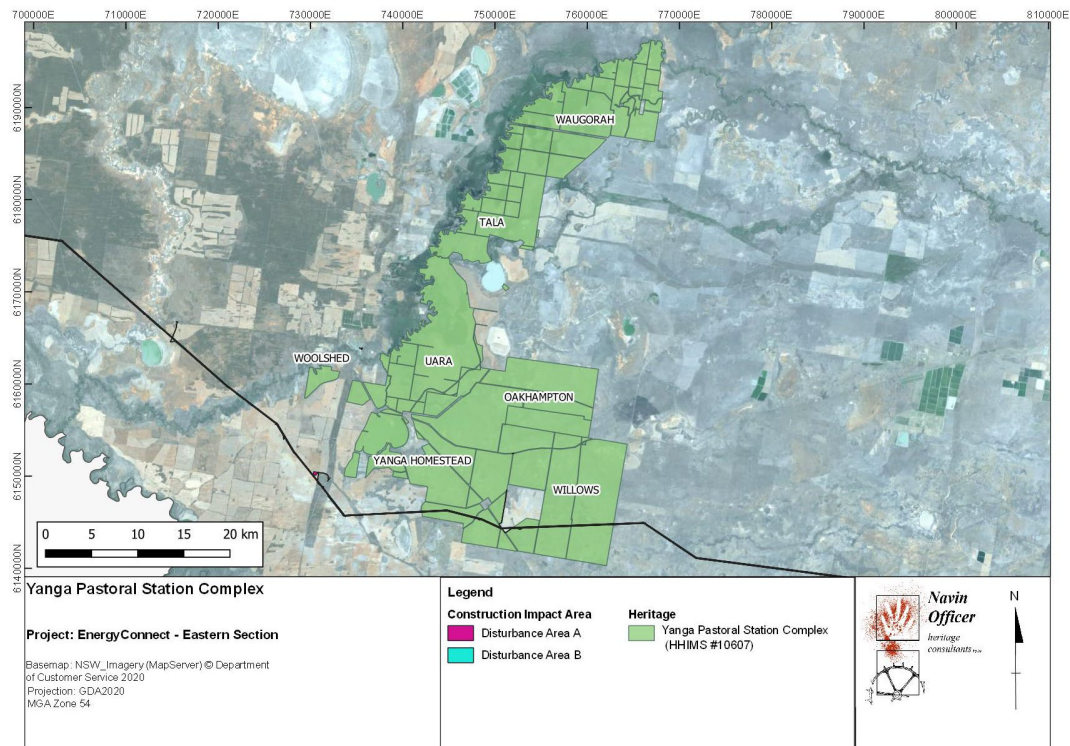 700000E 710000E 720000E 730000E 740000E 750000E 760000E 770000E 780000E 790000E 800000E 810000E
6190000N
6180000N
6170000N
6160000N
6150000N
6140000N
WAUGORAH
TALA
UARA
WOOLSHED
OAKHAMPTON
YANGA HOMESTEAD
WILLOWS
0 5 10 15 20 km
Yanga Pastoral Station Complex
Project: EnergyConnect - Eastern Section
Basemap: NSW_Imagery (MapServer) © Department
of Customer Service 2020
Projection: GDA2020
MGA Zone 54
Legend
Construction Impact Area
Disturbance Area A
Disturbance Area B
Heritage
Yanga Pastoral Station Complex
(HHIMS #10607)
Navin
Officer
heritage
consultants
N